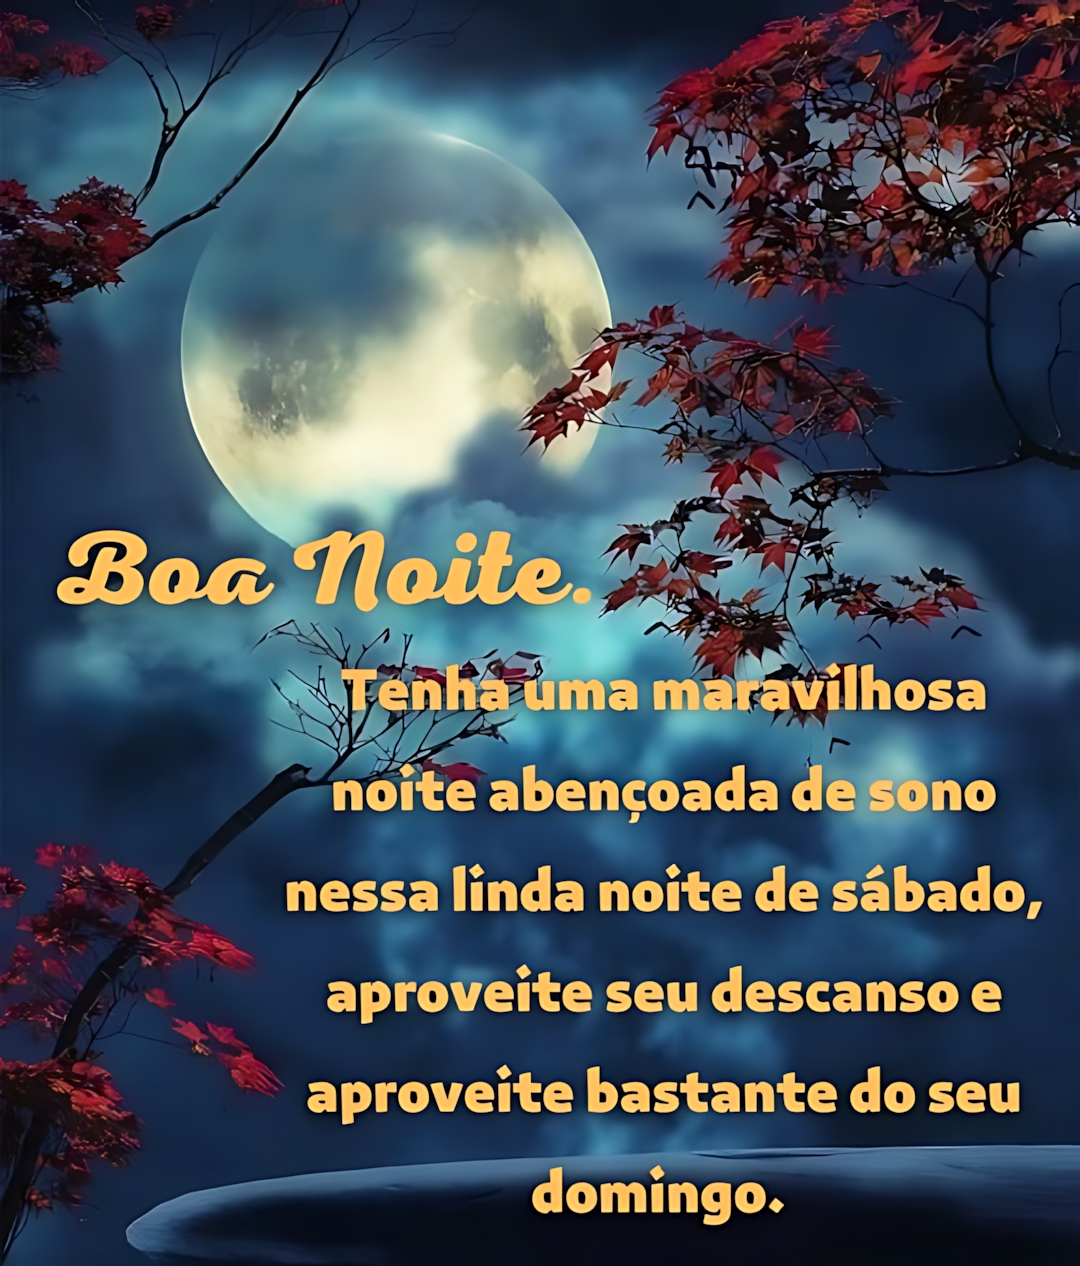 Boa Noite.
Tenha uma maravilhosa
noite abençoada de sono
nessa linda noite de sábado,
aproveite seu descanso e
aproveite bastante do seu
domingo.